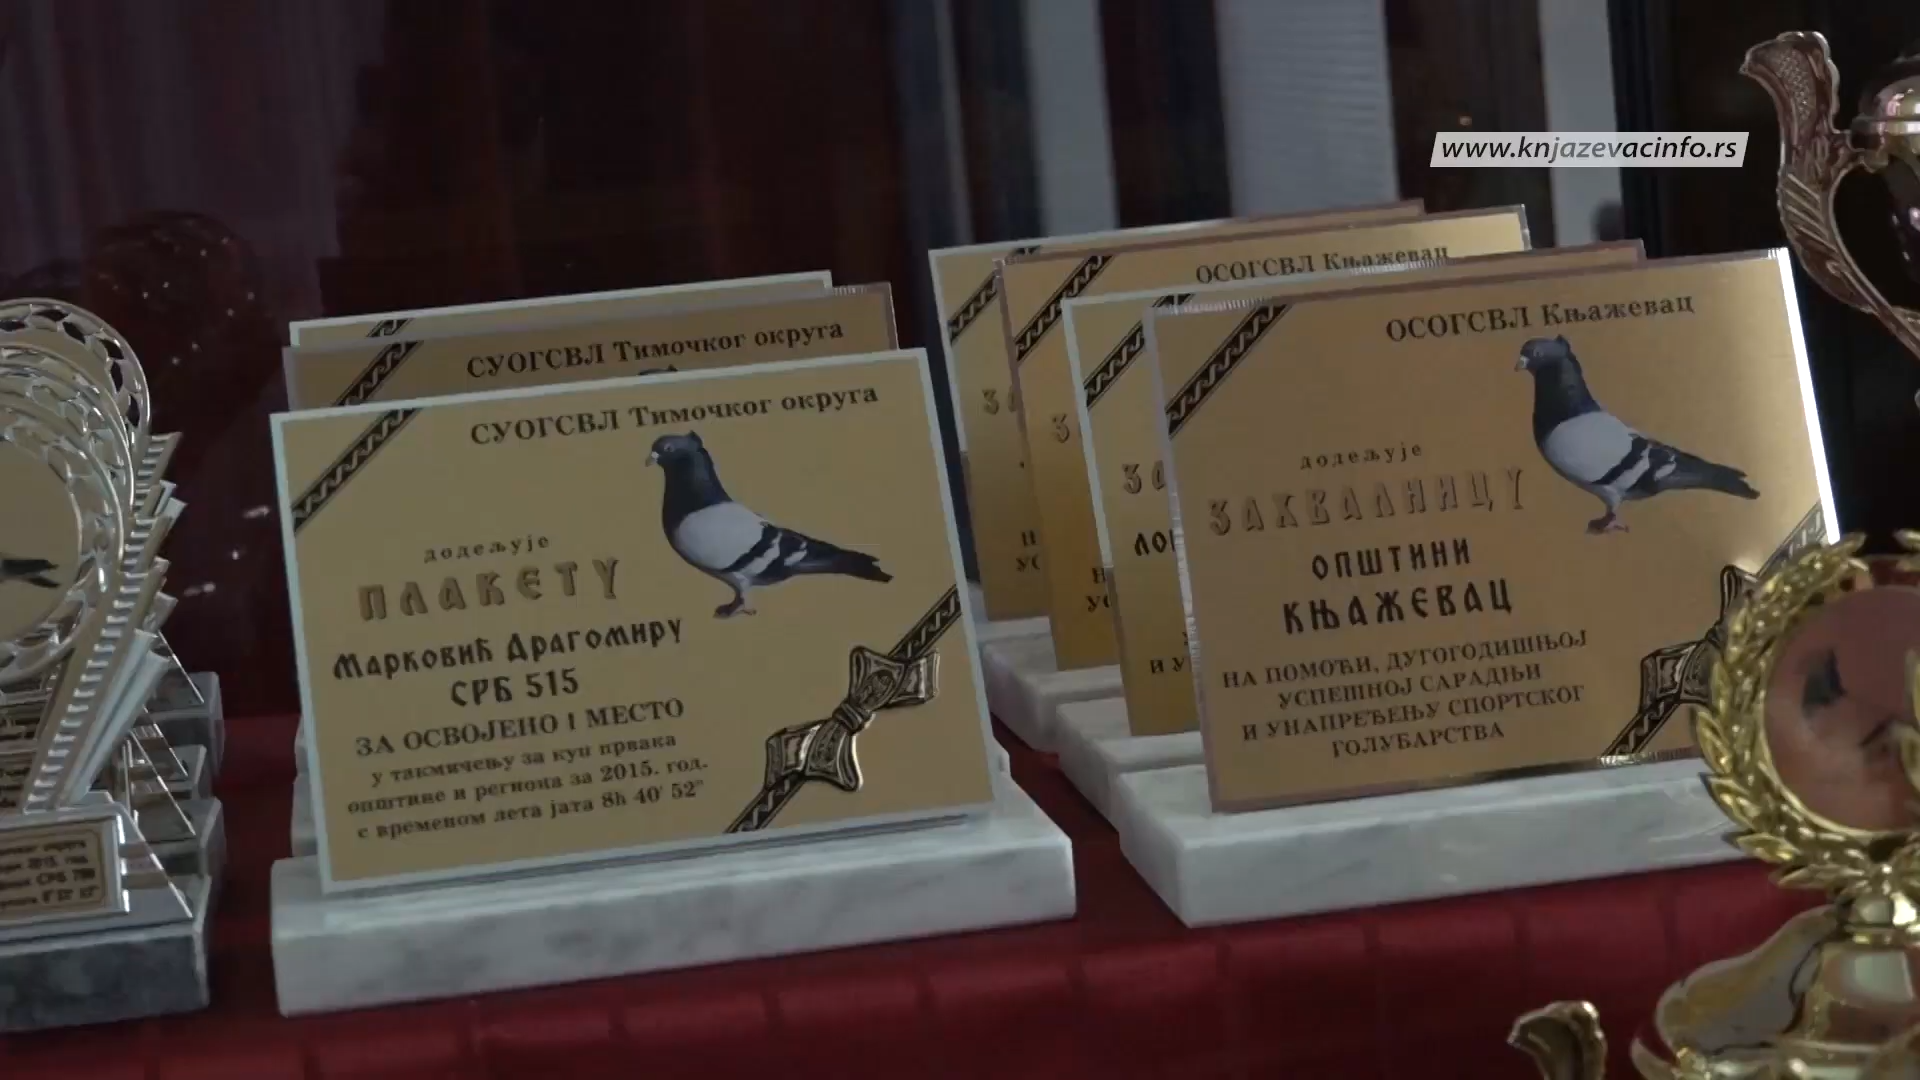 www.knjazevacinfo.rs
СУОГСВЛ Тимочког округа
СУОГСВЛ Тимочког округа
додељује
ПЛАКЕТУ
Марковић Драгомиру
СРБ 515
ЗА ОСВОЈЕНО 1 МЕСТО
у такмичењу за куп првака
општине и региона за 2015. год.
с временом лета јата 8h 40' 52"
ОСОГСВЛ Књажевац
ОСОГСВЛ Књажевац
додељује
ЗАХВАЛНИЦУ
ОПШТИНИ
КЊАЖЕВАЦ
НА ПОМОЋИ, ДУГОГОДИШЊОЈ
УСПЕШНОЈ САРАДЊИ
И УНАПРЕЂЕЊУ СПОРТСКОГ
ГОЛУБАРСТВА